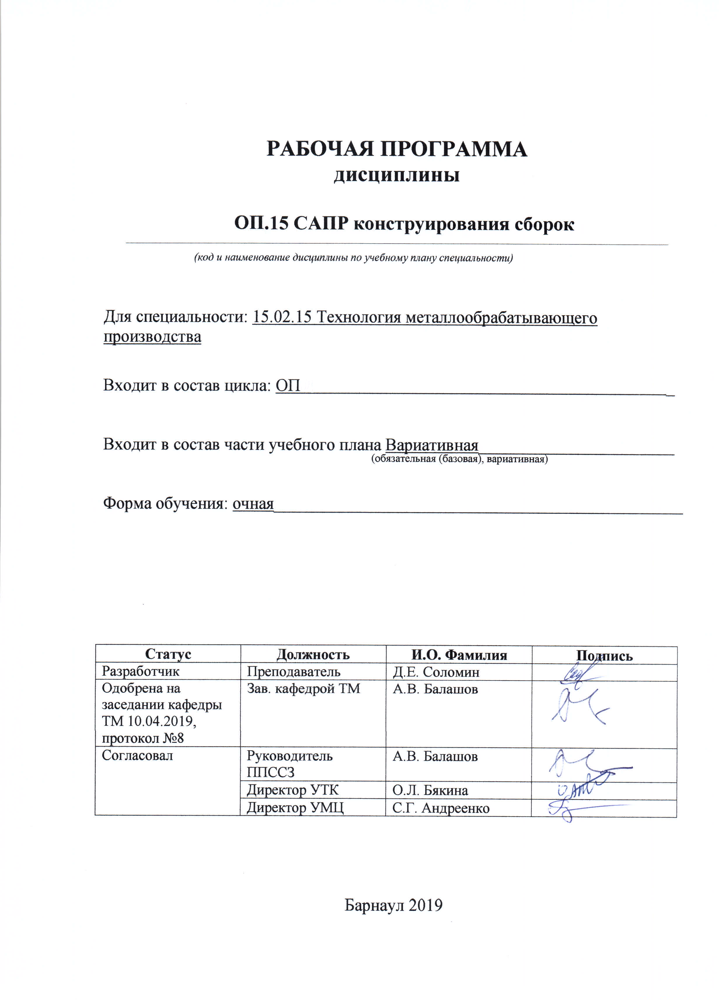 РАБОЧАЯ ПРОГРАММА
дисциплины
ОП.15 САПР конструирования сборок
(код и наименование дисциплины по учебному плану специальности)
Для специальности: 15.02.15 Технология металлообрабатывающего
производства
Входит в состав цикла: ОП
Входит в состав части учебного плана Вариативная
(обязательная (базовая), вариативная)
Форма обучения: очная
Статус Должность И.О. Фамилия Подпись
Разработчик Преподаватель Д.Е. Соломин
Одобрена на Зав. кафедрой ТМ А.В. Балашов
заседании кафедры
ТМ 10.04.2019,
протокол №8
Согласовал Руководитель А.В. Балашов
ППССЗ
Директор УТК О.Л. Бякина
Директор УМЦ С.Г. Андреенко
Барнаул 2019